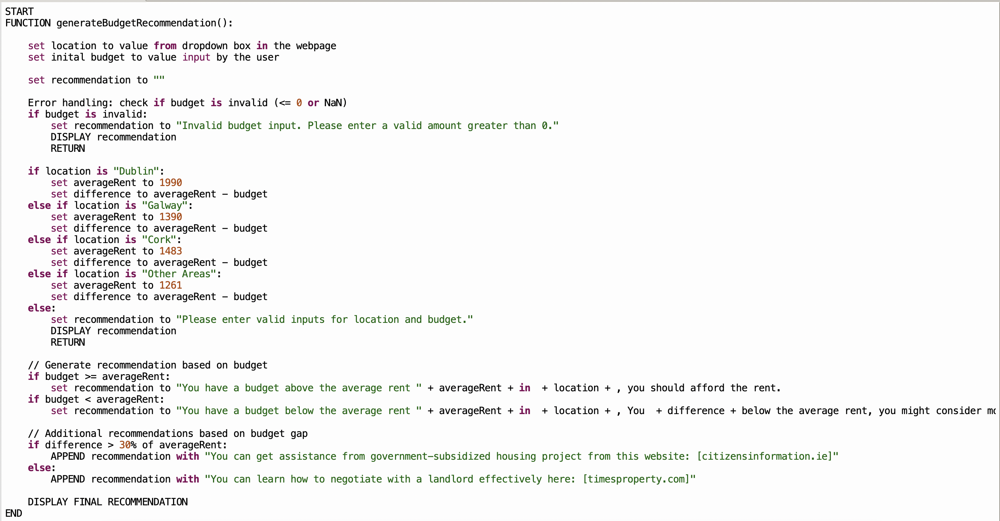 START
FUNCTION generateBudgetRecommendation():
set location to value from dropdown box in the webpage
set inital budget to value input by the user
set recommendation to ""
Error handling: check if budget is invalid (<= 0 or NaN)
if budget is invalid:
set recommendation to "Invalid budget input. Please enter a valid amount greater than 0."
DISPLAY recommendation
RETURN
if location is "Dublin":
set averageRent to 1990
set difference to averageRent - budget
else if location is "Galway":
set averageRent to 1390
set difference to averageRent - budget
else if location is "Cork":
set averageRent to 1483
set difference to averageRent - budget
else if location is "Other Areas":
set averageRent to 1261
set difference to averageRent - budget
else:
set recommendation to "Please enter valid inputs for location and budget."
DISPLAY recommendation
RETURN
// Generate recommendation based on budget
if budget >= averageRent:
set recommendation to "You have a budget above the average rent " + averageRent + in  + location + , you should afford the rent.
if budget < averageRent:
set recommendation to "You have a budget below the average rent " + averageRent + in  + location + , You  + difference + below the average rent, you might consider
// Additional recommendations based on budget gap
if difference > 30% of averageRent:
APPEND recommendation with "You can get assistance from government-subsidized housing project from this website: [citizensinformation.ie]"
else:
APPEND recommendation with "You can learn how to negotiate with a landlord effectively here: [timesproperty.com]"
DISPLAY FINAL RECOMMENDATION
END